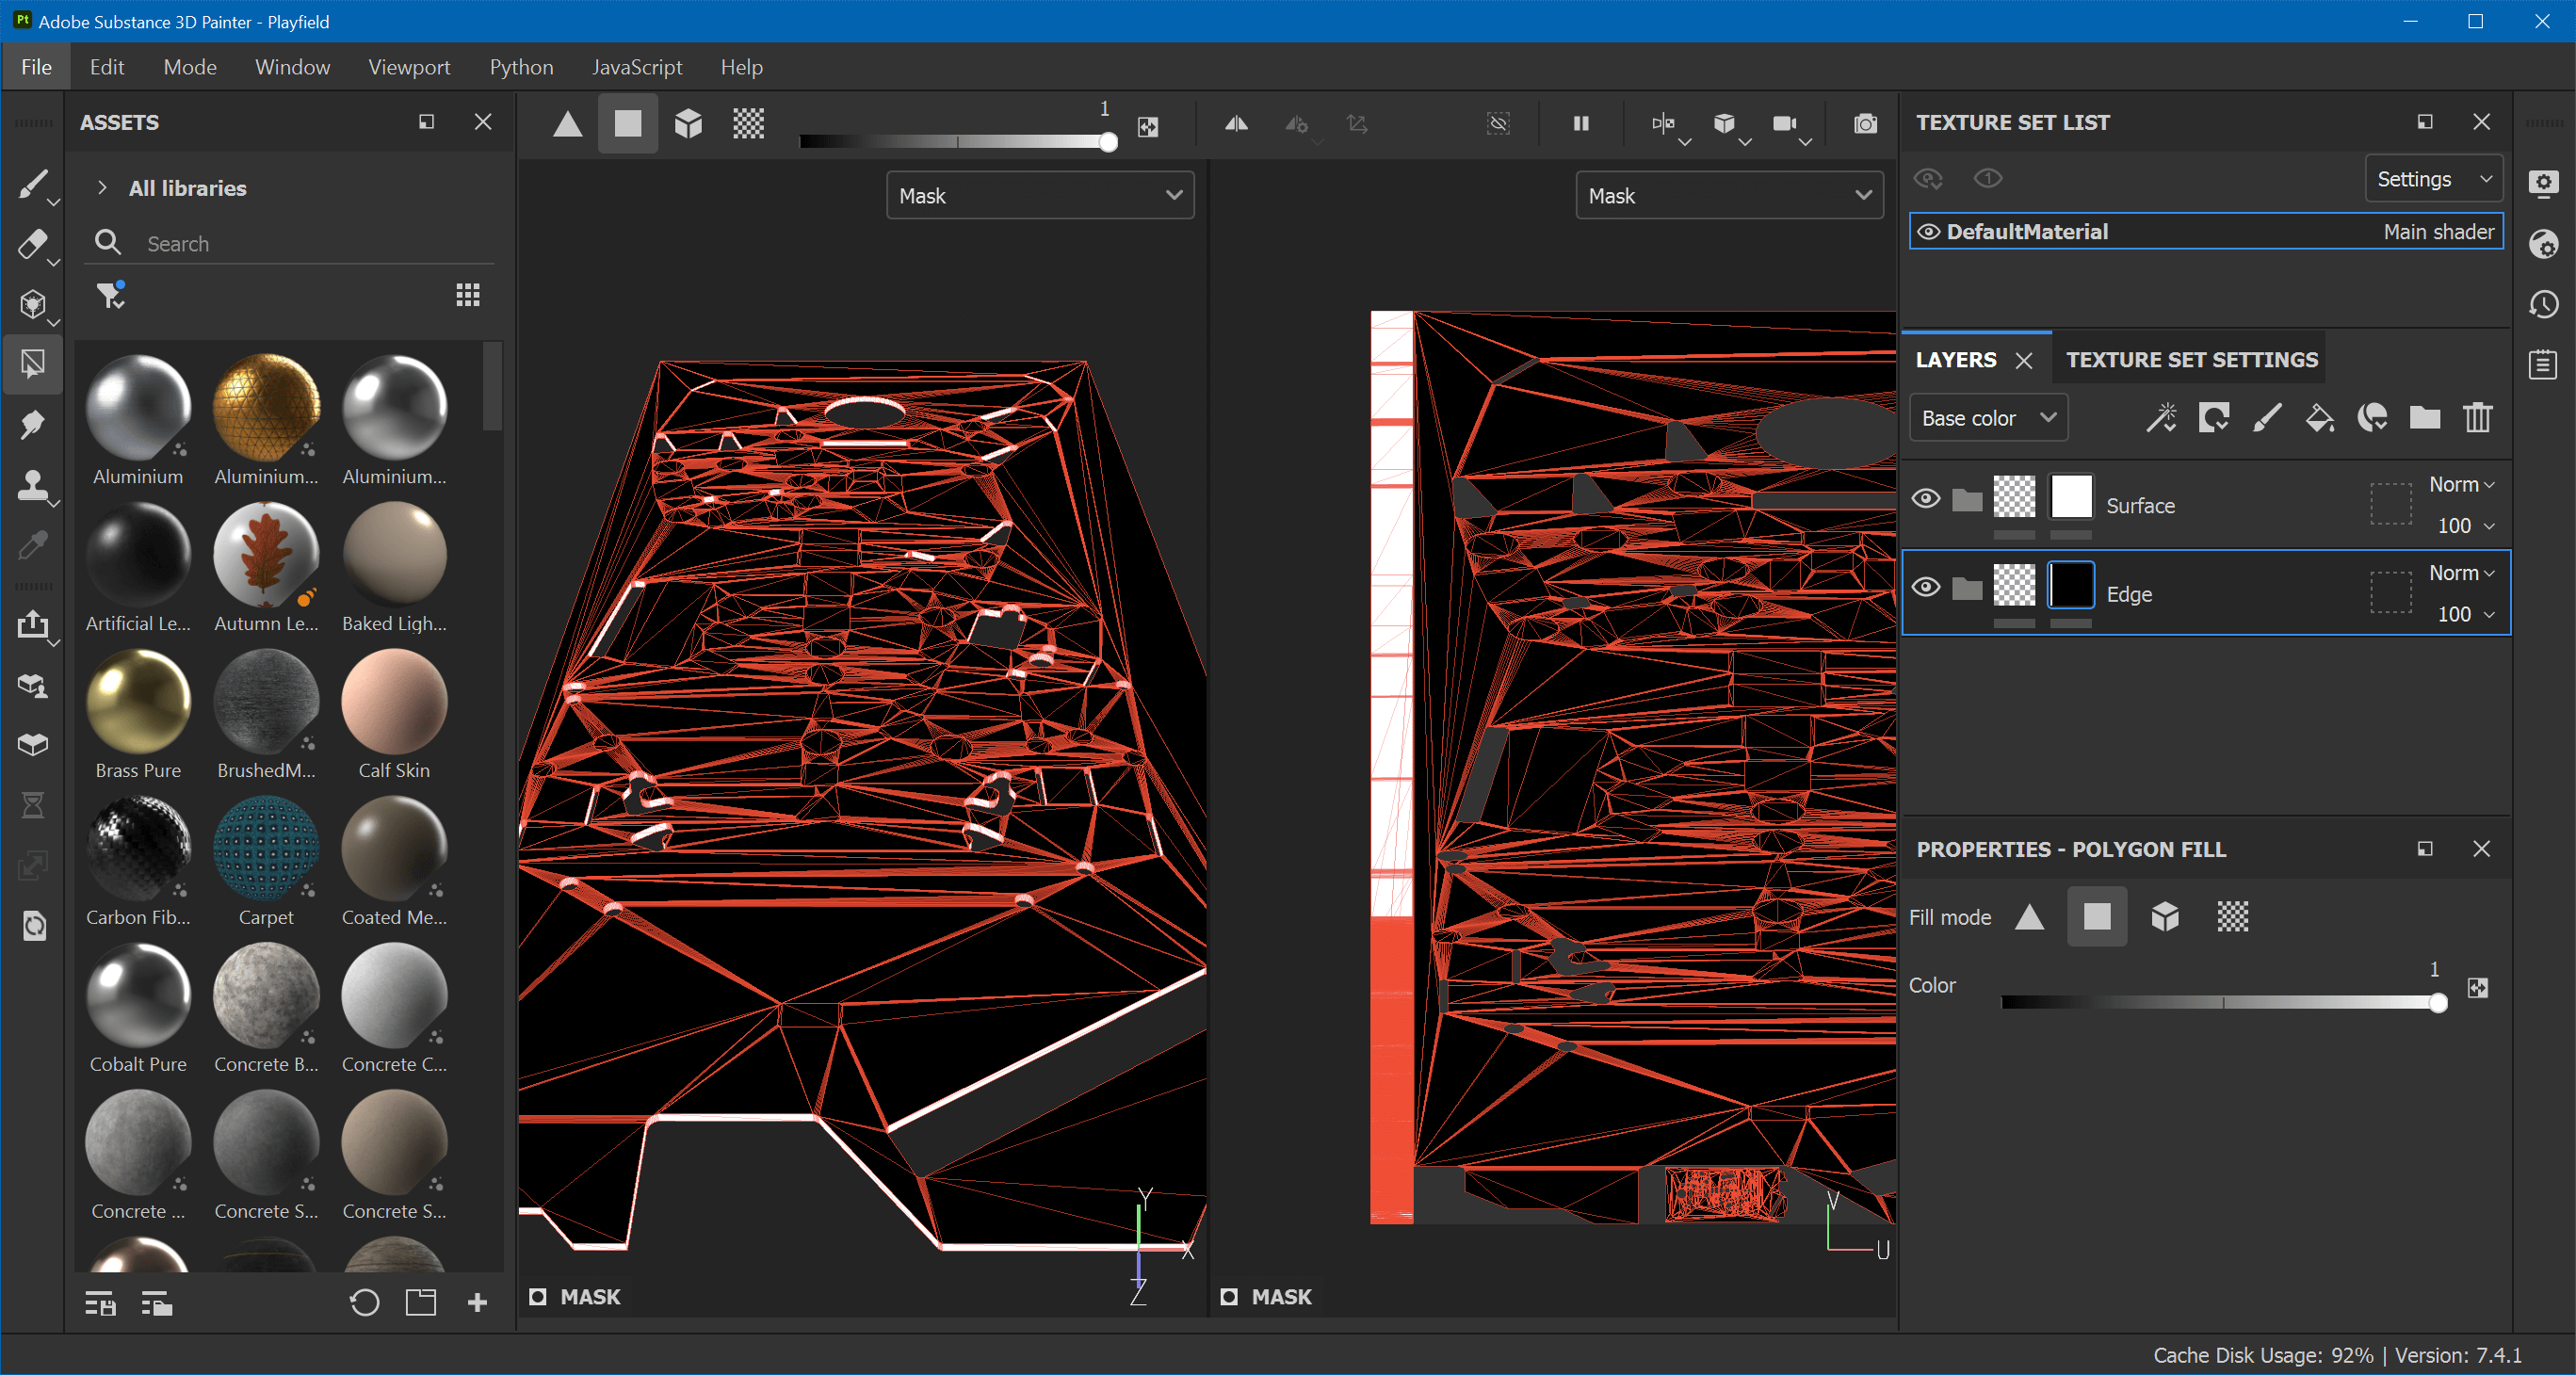 Pt Adobe Substance 3D Painter - Playfield
File Edit Mode Window Viewport Python JavaScript Help
ASSETS
All libraries
Search
Aluminium Aluminium... Aluminium...
Artificial Le... Autumn Le... Baked Ligh...
Brass Pure BrushedM... Calf Skin
Carbon Fib... Carpet Coated Me...
Cobalt Pure Concrete B... Concrete C...
Concrete ... Concrete S... Concrete S...
1
Mask
Y
X
Z
MASK
Mask
V
U
MASK
TEXTURE SET LIST
1
Settings
DefaultMaterial Main shader
LAYERS TEXTURE SET SETTINGS
Base color
Surface Norm
100
Edge Norm
100
PROPERTIES - POLYGON FILL
Fill mode
Color 1
Cache Disk Usage: 92% | Version: 7.4.1